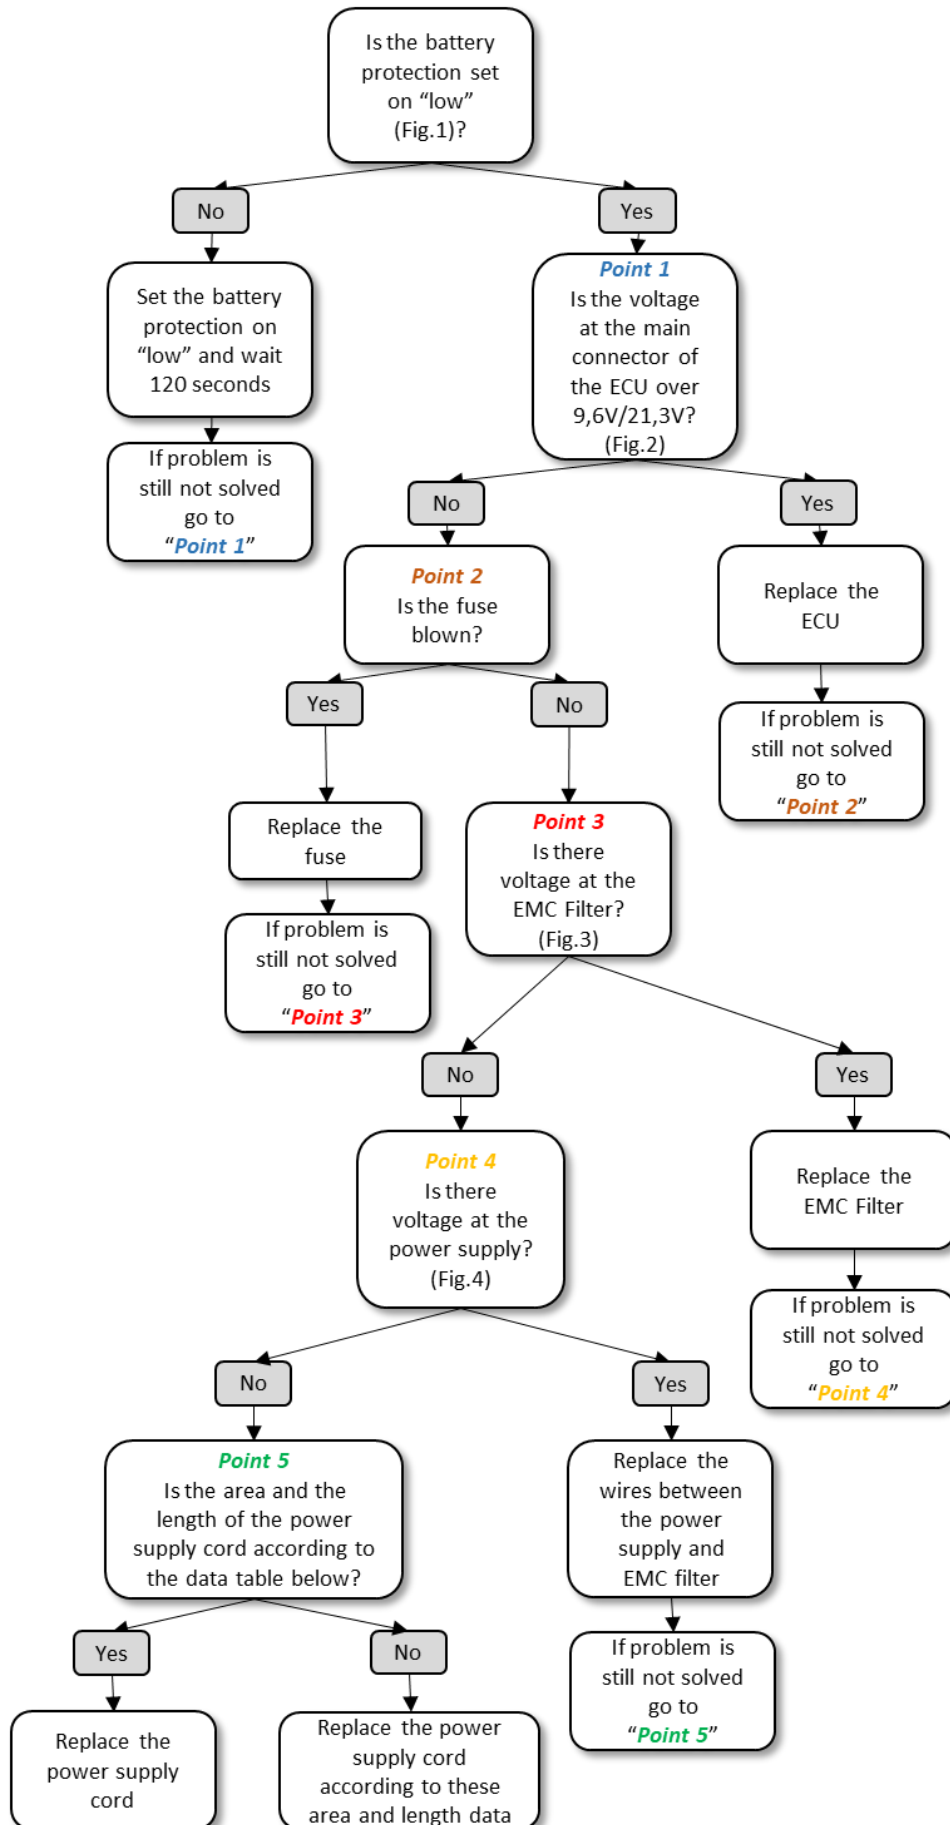 Is the battery
protection set
on “low”
(Fig.1)?
No
Yes
Set the battery
protection on
“low” and wait
120 seconds
Point 1
Is the voltage
at the main
connector of
the ECU over
9,6V/21,3V?
(Fig.2)
If problem is
still not solved
go to
“Point 1”
No
Yes
Point 2
Is the fuse
blown?
Replace the
ECU
Yes
No
If problem is
still not solved
go to
“Point 2”
Replace the
fuse
Point 3
Is there
voltage at the
EMC Filter?
(Fig.3)
If problem is
still not solved
go to
“Point 3”
No
Yes
Point 4
Is there
voltage at the
power supply?
(Fig.4)
Replace the
EMC Filter
If problem is
still not solved
go to
“Point 4”
No
Yes
Point 5
Is the area and the
length of the power
supply cord according to
the data table below?
Replace the
wires between
the power
supply and
EMC filter
Yes
No
If problem is
still not solved
go to
“Point 5”
Replace the
power supply
cord
Replace the power
supply cord
according to these
area and length data